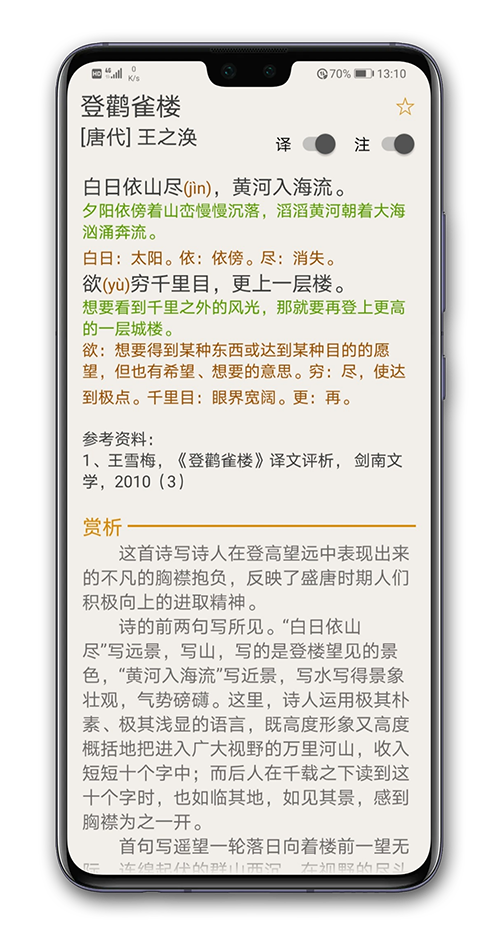 HD 4G 0 K/s
70% 13:10
登鹳雀楼
[唐代] 王之涣
译 注
白日依山尽(jìn)，黄河入海流。
夕阳依傍着山峦慢慢沉落，滔滔黄河朝着大海
汹涌奔流。
白日：太阳。依：依傍。尽：消失。
欲(yù)穷千里目，更上一层楼。
想要看到千里之外的风光，那就要再登上更高
的一层城楼。
欲：想要得到某种东西或达到某种目的的愿
望，但也有希望、想要的意思。穷：尽，使达
到极点。千里目：眼界宽阔。更：再。
参考资料：
1、王雪梅，《登鹳雀楼》译文评析， 剑南文
学，2010（3）
赏析
这首诗写诗人在登高望远中表现出来
的不凡的胸襟抱负，反映了盛唐时期人们
积极向上的进取精神。
诗的前两句写所见。“白日依山
尽”写远景，写山，写的是登楼望见的景
色，“黄河入海流”写近景，写水写得景象
壮观，气势磅礴。这里，诗人运用极其朴
素、极其浅显的语言，既高度形象又高度
概括地把进入广大视野的万里河山，收入
短短十个字中；而后人在千载之下读到这
十个字时，也如临其地，如见其景，感到
胸襟为之一开。
首句写遥望一轮落日向着楼前一望无
际、连绵起伏的群山西沉，在视野的尽头